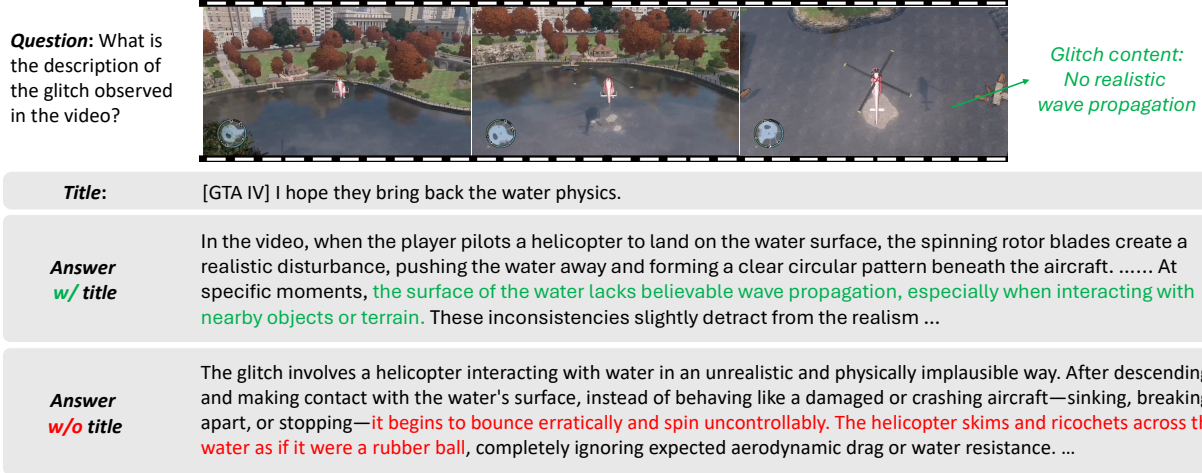 Question: What is
the description of
the glitch observed
in the video?
Glitch content:
No realistic
wave propagation
Title:
[GTA IV] I hope they bring back the water physics.
Answer
w/ title
In the video, when the player pilots a helicopter to land on the water surface, the spinning rotor blades create a
realistic disturbance, pushing the water away and forming a clear circular pattern beneath the aircraft. ...... At
specific moments, the surface of the water lacks believable wave propagation, especially when interacting with
nearby objects or terrain. These inconsistencies slightly detract from the realism ...
Answer
w/o title
The glitch involves a helicopter interacting with water in an unrealistic and physically implausible way. After descending
and making contact with the water's surface, instead of behaving like a damaged or crashing aircraft—sinking, breaking
apart, or stopping—it begins to bounce erratically and spin uncontrollably. The helicopter skims and ricochets across th
water as if it were a rubber ball, completely ignoring expected aerodynamic drag or water resistance. ...